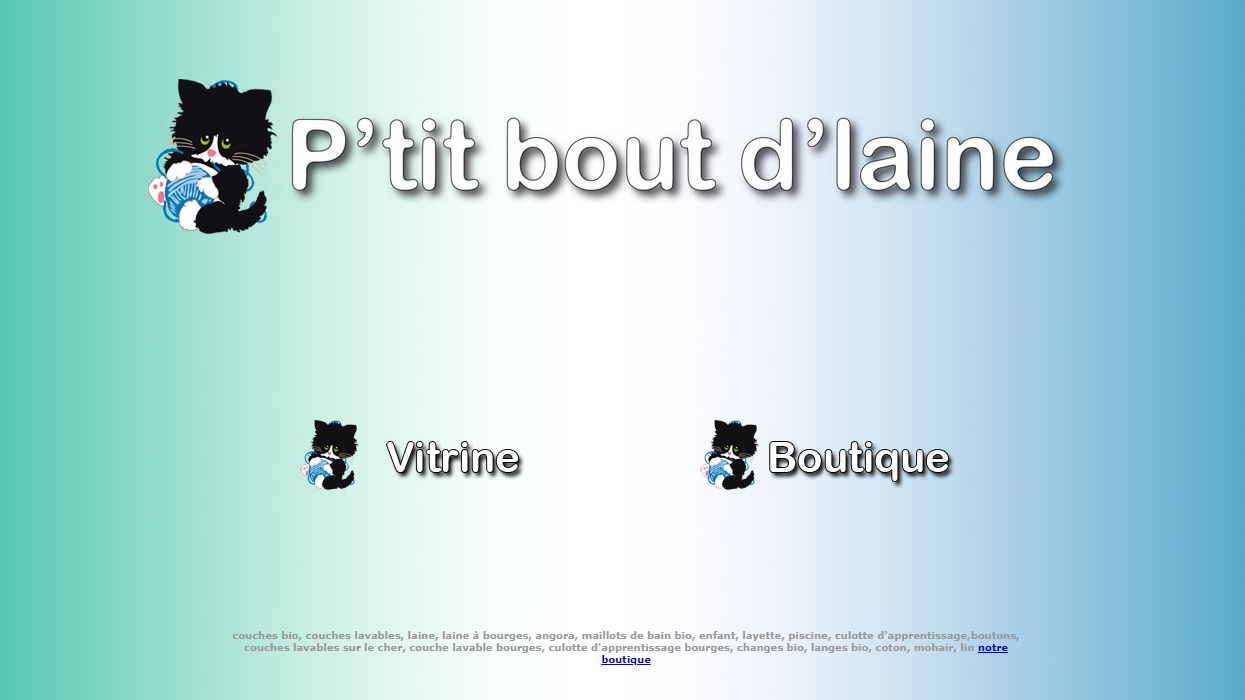 P’tit bout d’laine
Vitrine
Boutique
couches bio, couches lavables, laine, laine à bourges, angora, maillots de bain bio, enfant, layette, piscine, culotte d'apprentissage,boutons,
couches lavables sur le cher, couche lavable bourges, culotte d'apprentissage bourges, changes bio, langes bio, coton, mohair, lin notre
boutique